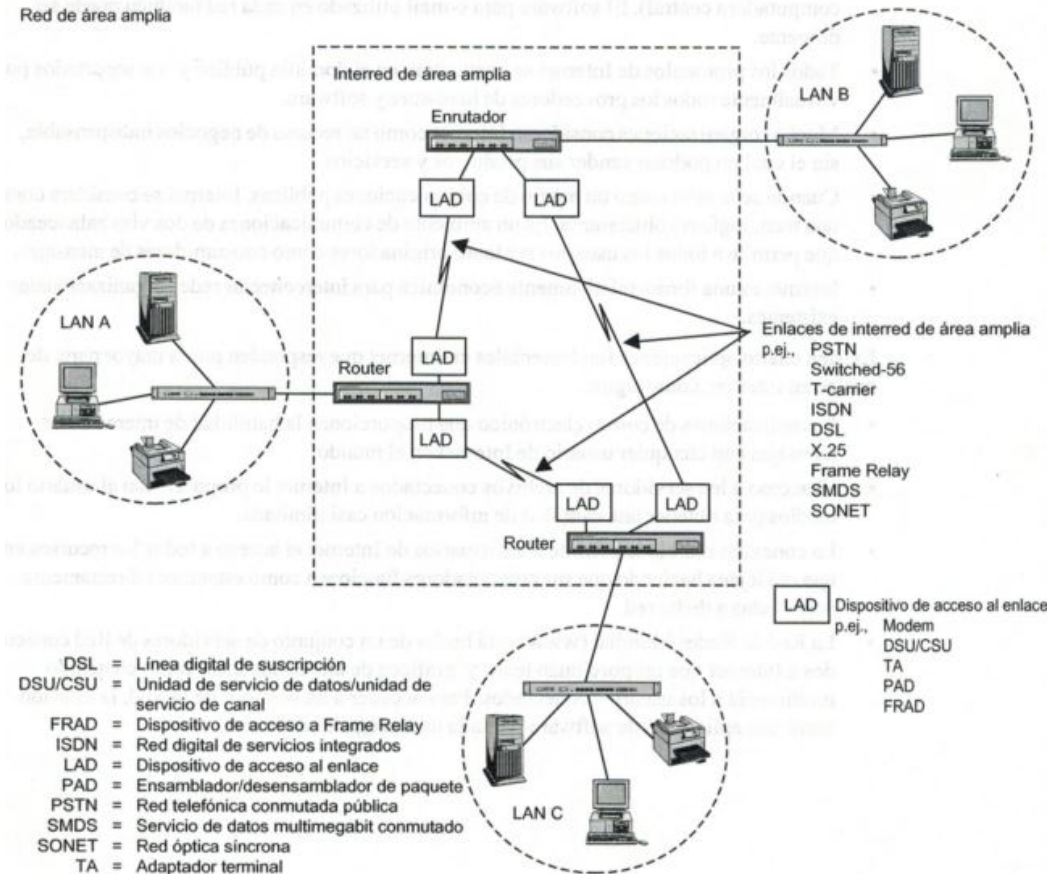 Red de área amplia
Interred de área amplia
Enrutador
LAD
LAD
LAN B
LAN A
LAD
Router
LAD
Enlaces de interred de área amplia
p.ej., PSTN
Switched-56
T-carrier
ISDN
DSL
X.25
Frame Relay
SMDS
SONET
LAD
LAD
Router
LAD Dispositivo de acceso al enlace
p.ej., Modem
DSU/CSU
TA
PAD
FRAD
LAN C
DSL = Línea digital de suscripción
DSU/CSU = Unidad de servicio de datos/unidad de
servicio de canal
FRAD = Dispositivo de acceso a Frame Relay
ISDN = Red digital de servicios integrados
LAD = Dispositivo de acceso al enlace
PAD = Ensamblador/desensamblador de paquete
PSTN = Red telefónica conmutada pública
SMDS = Servicio de datos multimegabit conmutado
SONET = Red óptica síncrona
TA = Adaptador terminal